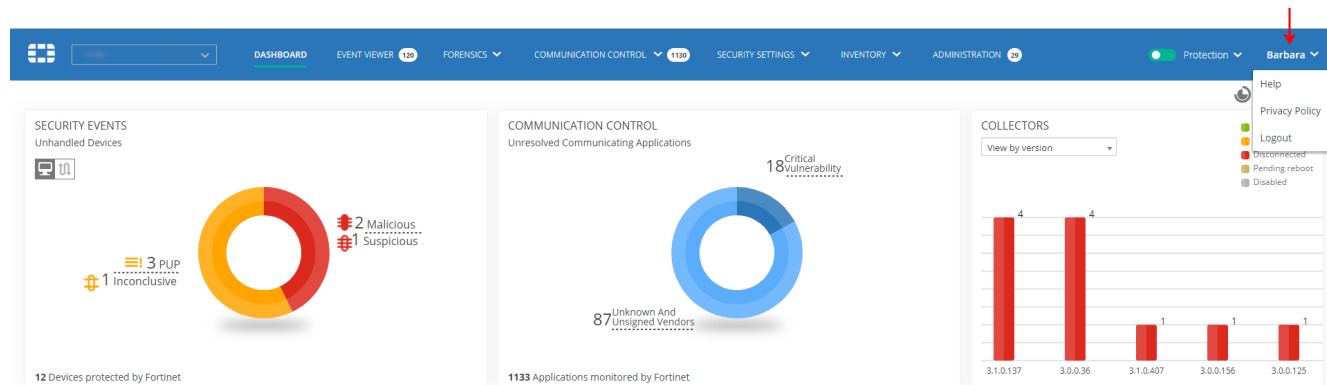 DASHBOARD
EVENT VIEWER 120
FORENSICS
COMMUNICATION CONTROL 1130
SECURITY SETTINGS
INVENTORY
ADMINISTRATION 29
Protection
Barbara
Help
Privacy Policy
Logout
SECURITY EVENTS
Unhandled Devices
2 Malicious
1 Suspicious
3 PUP
1 Inconclusive
12 Devices protected by Fortinet
COMMUNICATION CONTROL
Unresolved Communicating Applications
18 Critical
Vulnerability
87 Unknown And
Unsigned Vendors
1133 Applications monitored by Fortinet
COLLECTORS
View by version
Disconnected
Pending reboot
Disabled
4 4 1 1 1
3.1.0.137 3.0.0.36 3.1.0.407 3.0.0.156 3.0.0.125